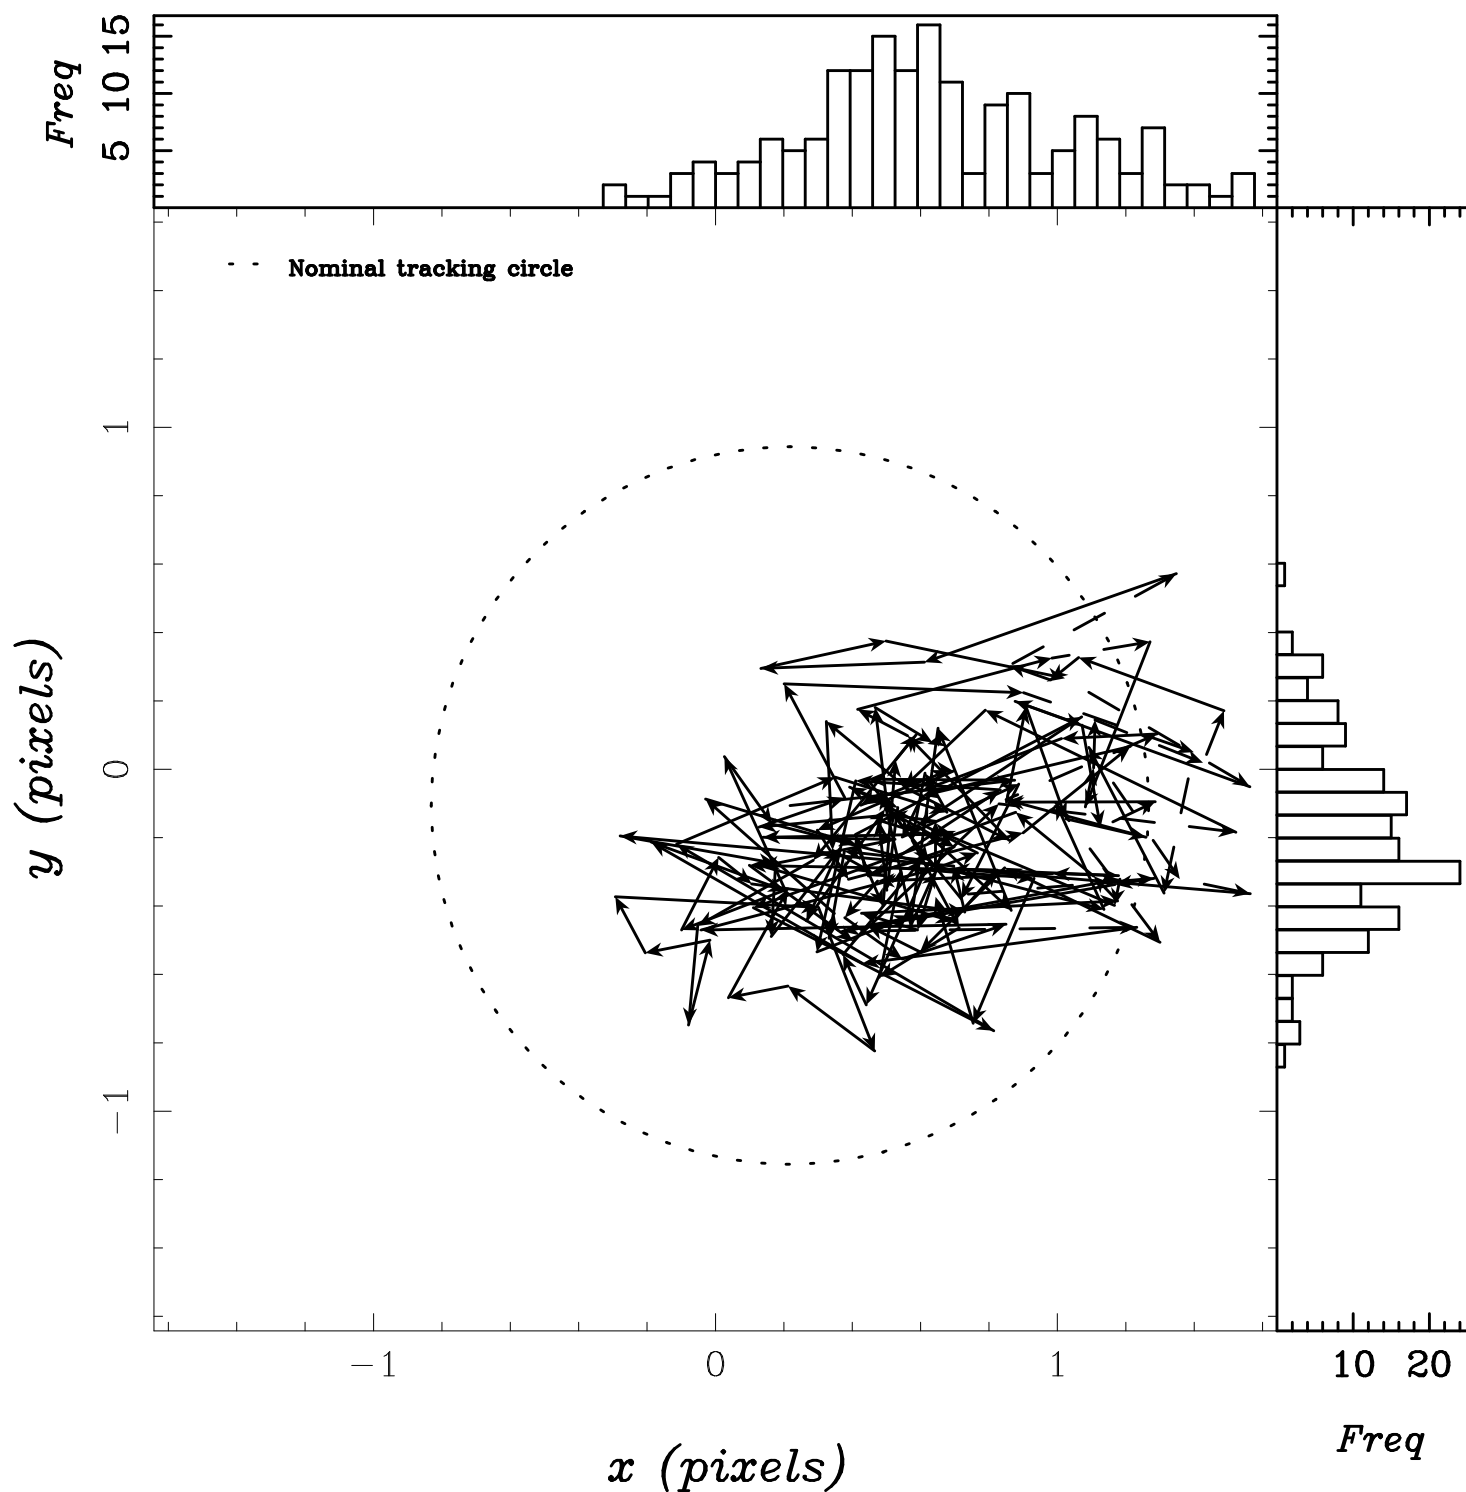 Freq
5 10 15
Nominal tracking circle
y (pixels)
1
0
−1
−1 0 1
10 20
Freq
x (pixels)